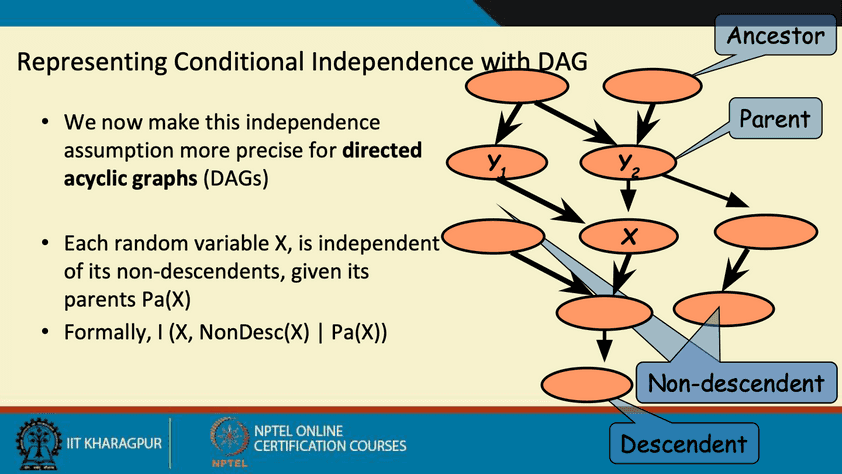 Representing Conditional Independence with DAG
• We now make this independence
assumption more precise for directed
acyclic graphs (DAGs)
• Each random variable X, is independent
of its non-descendents, given its
parents Pa(X)
• Formally, I (X, NonDesc(X) | Pa(X))
Ancestor
Parent
Y1
Y2
X
Non-descendent
Descendent
IIT KHARAGPUR
NPTEL
NPTEL ONLINE
CERTIFICATION COURSES